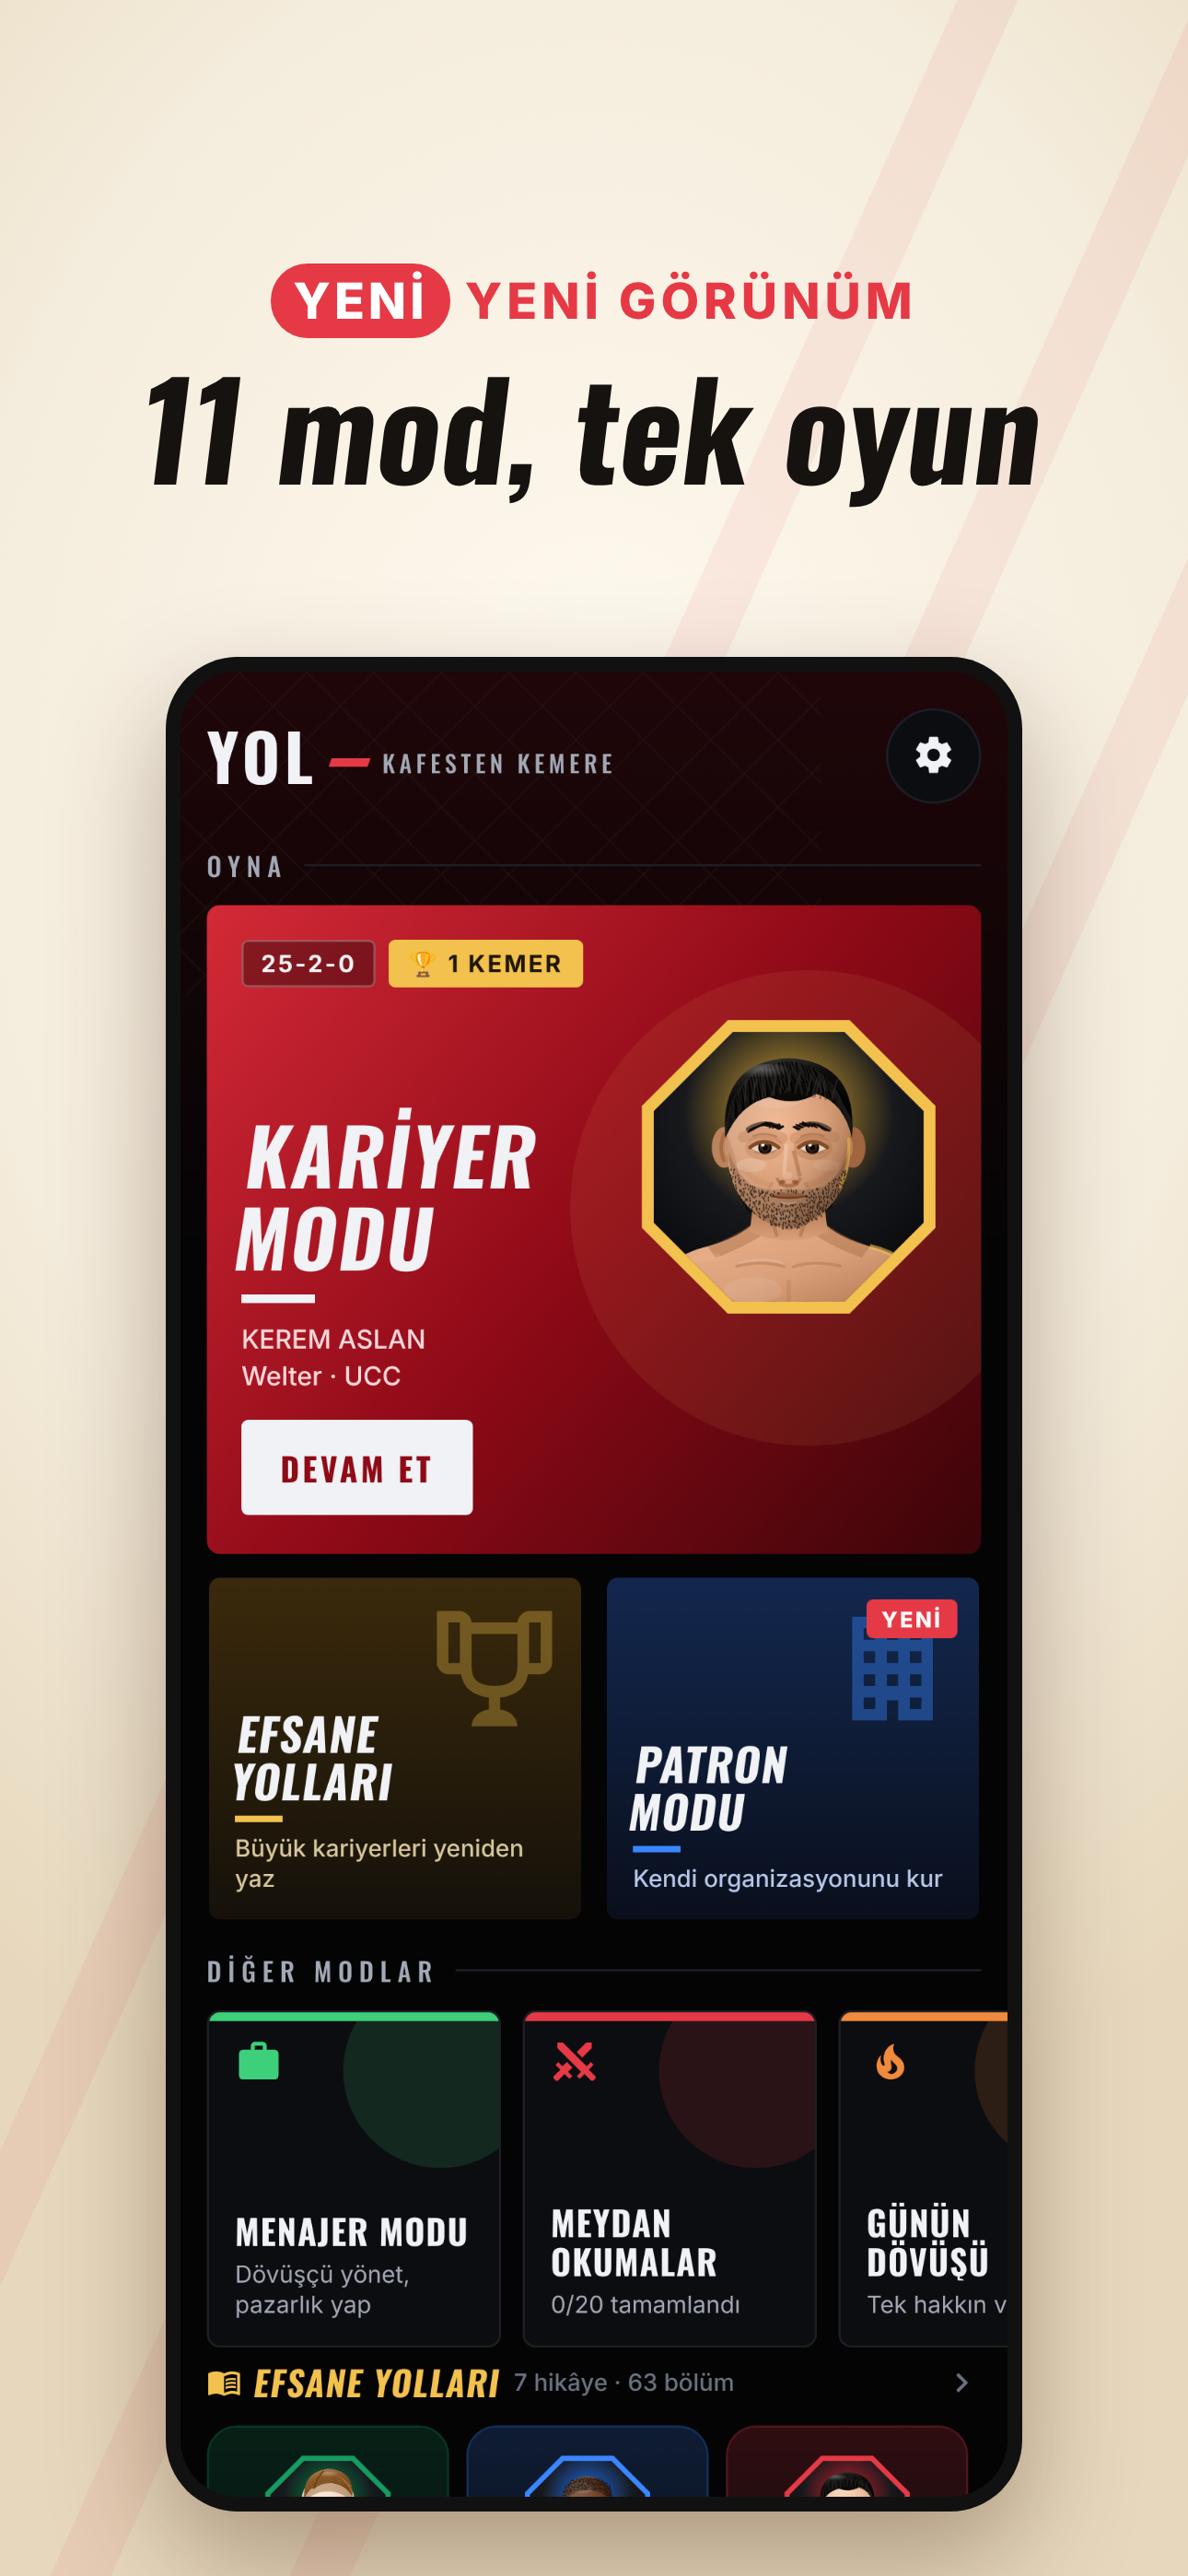 YENİ YENİ GÖRÜNÜM
11 mod, tek oyun
YOL KAFESTEN KEMERE
OYNA
25-2-0 1 KEMER
KARİYER
MODU
KEREM ASLAN
Welter · UCC
DEVAM ET
YENİ
EFSANE
YOLLARI
Büyük kariyerleri yeniden
yaz
PATRON
MODU
Kendi organizasyonunu kur
DİĞER MODLAR
MENAJER MODU
Dövüşçü yönet,
pazarlık yap
MEYDAN
OKUMALAR
0/20 tamamlandı
GÜNÜN
DÖVÜŞÜ
Tek hakkın v
EFSANE YOLLARI 7 hikâye · 63 bölüm